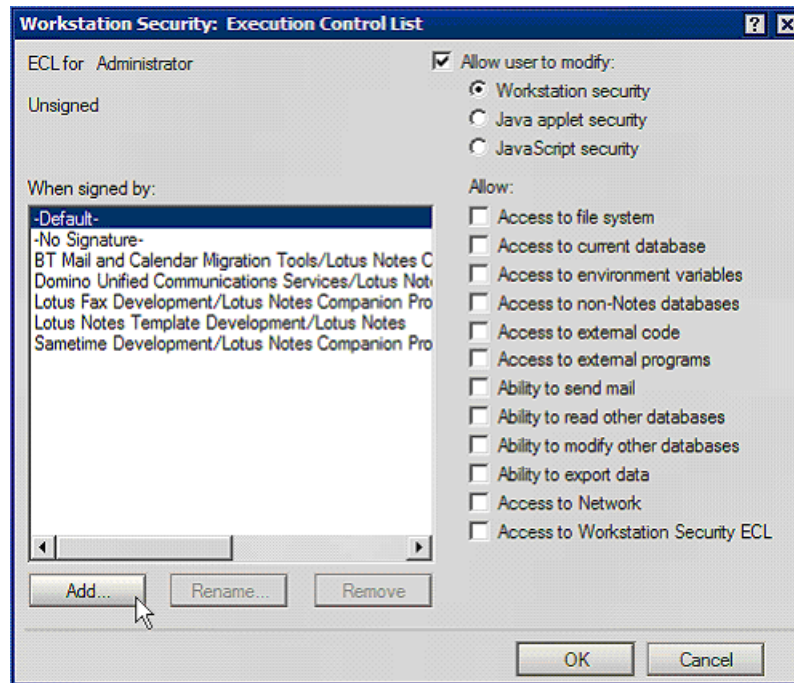 Workstation Security: Execution Control List
ECL for Administrator
Unsigned
Allow user to modify:
Workstation security
Java applet security
JavaScript security
When signed by:
-Default-
-No Signature-
BT Mail and Calendar Migration Tools/Lotus Notes C
Domino Unified Communications Services/Lotus Not
Lotus Fax Development/Lotus Notes Companion Pro
Lotus Notes Template Development/Lotus Notes
Sametime Development/Lotus Notes Companion Pro
Allow:
Access to file system
Access to current database
Access to environment variables
Access to non-Notes databases
Access to external code
Access to external programs
Ability to send mail
Ability to read other databases
Ability to modify other databases
Ability to export data
Access to Network
Access to Workstation Security ECL
Add... Rename... Remove
OK Cancel